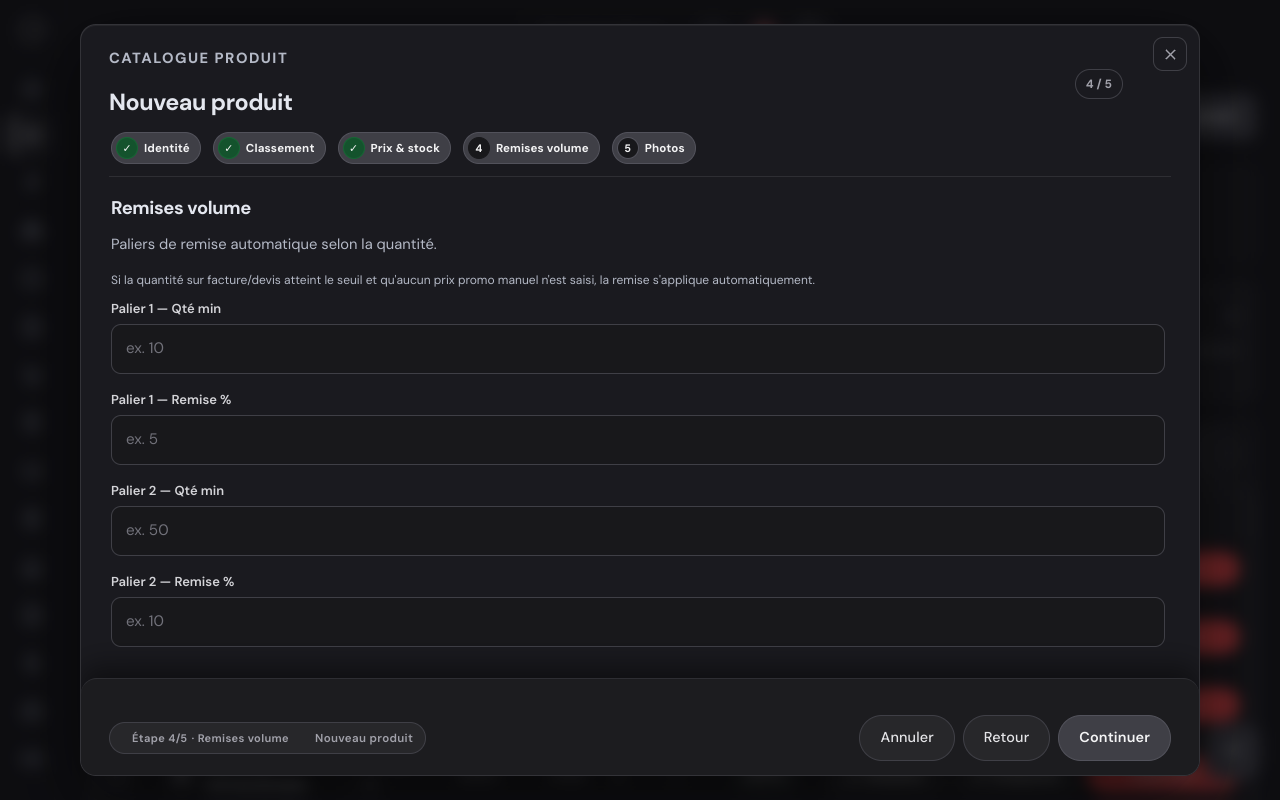 CATALOGUE PRODUIT
4 / 5
Nouveau produit
✓ Identité ✓ Classement ✓ Prix & stock 4 Remises volume 5 Photos
Remises volume
Paliers de remise automatique selon la quantité.
Si la quantité sur facture/devis atteint le seuil et qu'aucun prix promo manuel n'est saisi, la remise s'applique automatiquement.
Palier 1 — Qté min
ex. 10
Palier 1 — Remise %
ex. 5
Palier 2 — Qté min
ex. 50
Palier 2 — Remise %
ex. 10
Étape 4/5 · Remises volume Nouveau produit
Annuler Retour Continuer